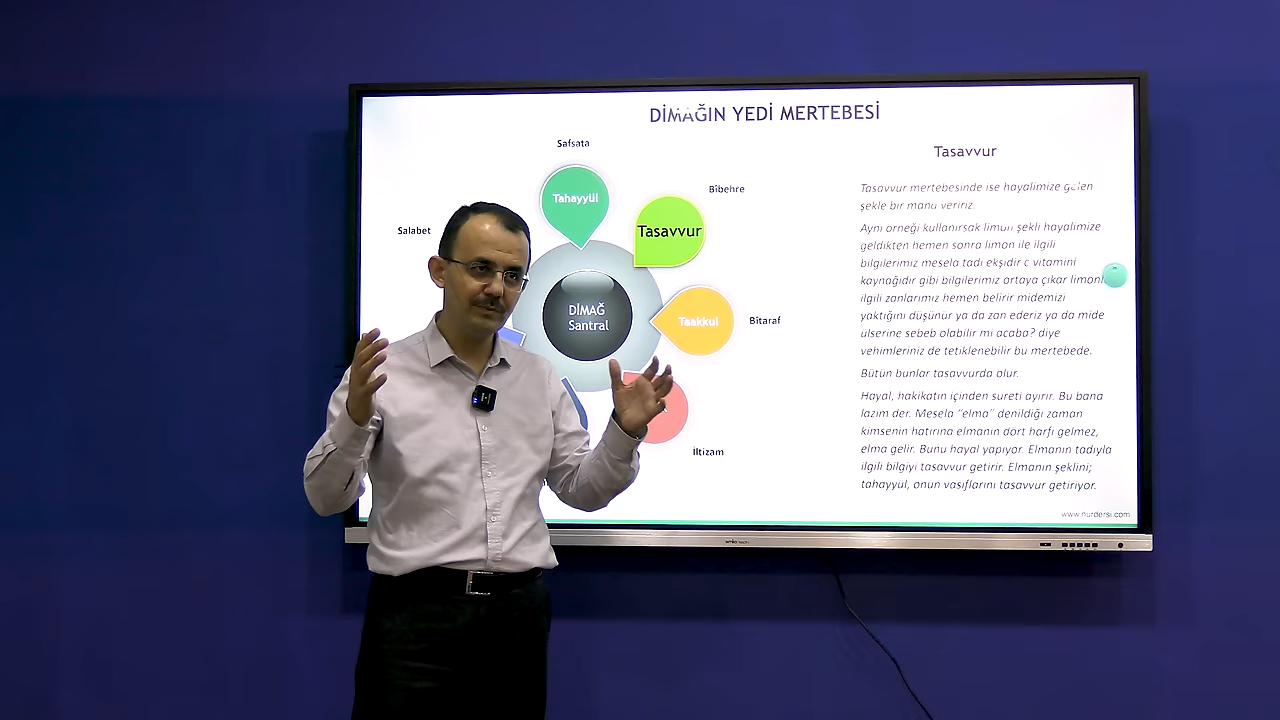 DİMAĞIN YEDİ MERTEBESİ
Safsata
Tahayyül
Bîbehre
Tasavvur
Salabet
DİMAĞ
Santral
Taakkul
Bîtaraf
İltizam
Tasavvur
Tasavvur mertebesinde ise hayalimize gelen
şekle bir mana veririz.
Aynı örneği kullanırsak limon şekli hayalimize
geldikten hemen sonra limon ile ilgili
bilgilerimiz mesela tadı ekşidir c vitamini
kaynağıdır gibi bilgilerimiz ortaya çıkar limonla
ilgili zanlarımız hemen belirir midemizi
yaktığını düşünür ya da zan ederiz ya da mide
ülserine sebeb olabilir mi acaba? diye
vehimleriniz de tetiklenebilir bu mertebede.
Bütün bunlar tasavvurda olur.
Hayal, hakikatın içinden sureti ayırır. Bu bana
lazım der. Mesela "elma" denildiği zaman
kimsenin hatırına elmanın dört harfi gelmez,
elma gelir. Bunu hayal yapıyor. Elmanın tadıyla
ilgili bilgiyi tasavvur getirir. Elmanın şeklini;
tahayyül, onun vasıflarını tasavvur getiriyor.
www.nurdersi.com